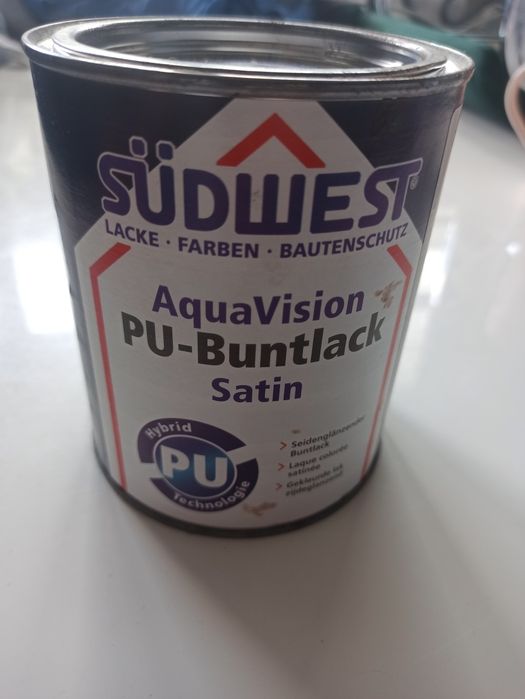 SÜDWEST®
LACKE · FARBEN · BAUTENSCHUTZ
AquaVision
PU-Buntlack
Satin
Hybrid
PU
Technologie
> Seidenglänzender
Buntlack
> Laque colorée
satinée
> Gekleurde lak
zijdeglanzend